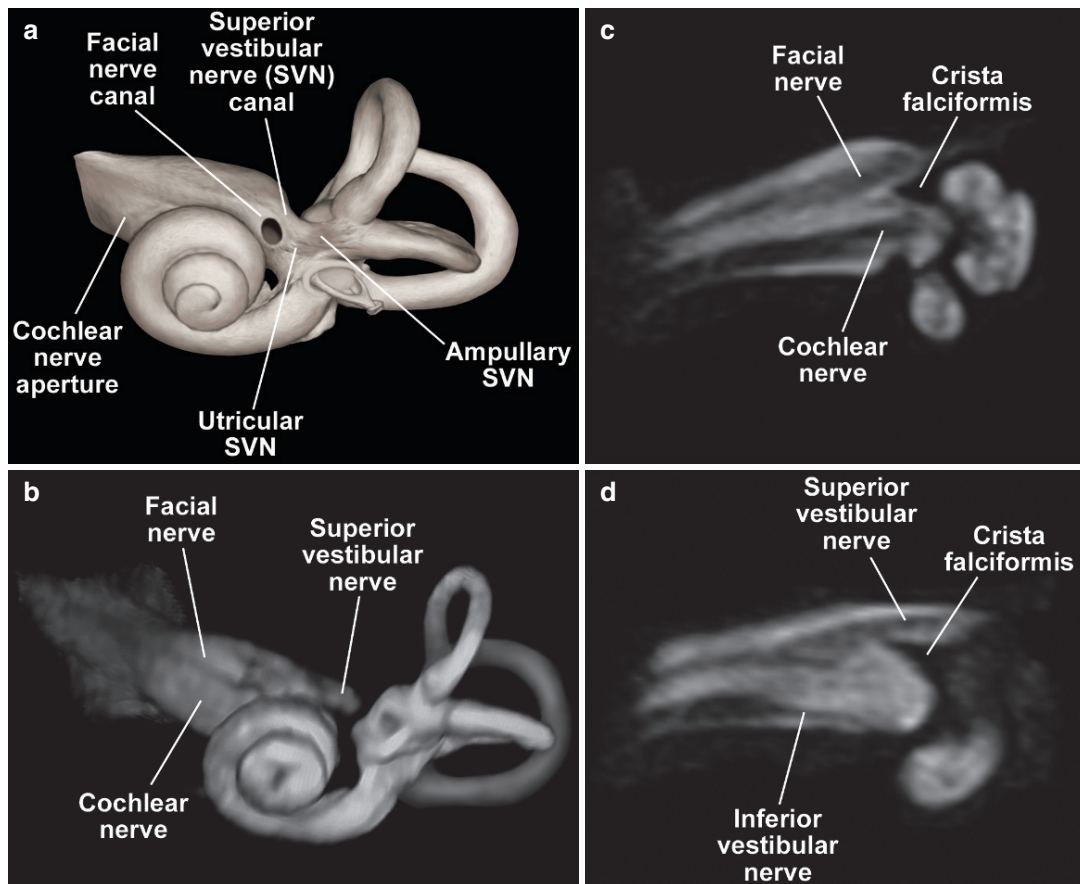 a
Facial
nerve
canal
Superior
vestibular
nerve (SVN)
canal
Cochlear
nerve
aperture
Ampullary
SVN
Utricular
SVN
b
Facial
nerve
Superior
vestibular
nerve
Cochlear
nerve
c
Facial
nerve
Crista
falciformis
Cochlear
nerve
d
Superior
vestibular
nerve
Crista
falciformis
Inferior
vestibular
nerve